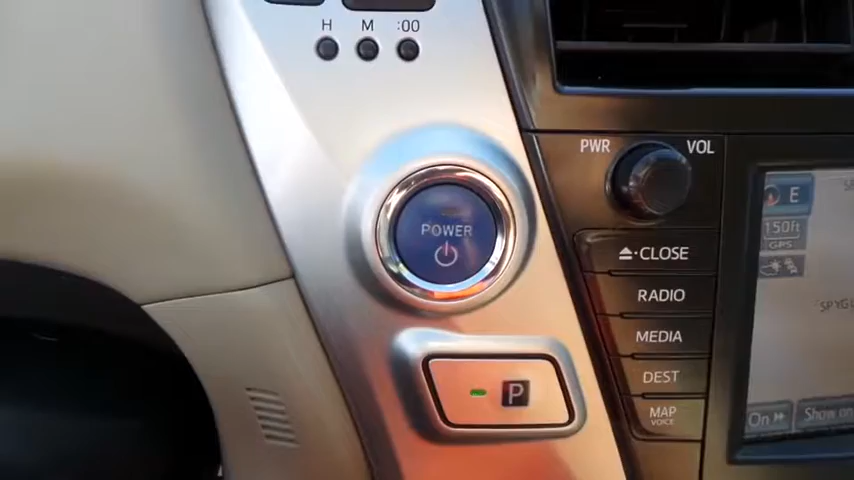 H M :00
PWR VOL
E
150ft
GPS
POWER
⏏·CLOSE
RADIO
MEDIA
DEST
P
MAP
VOICE
On ▸▸
Show on